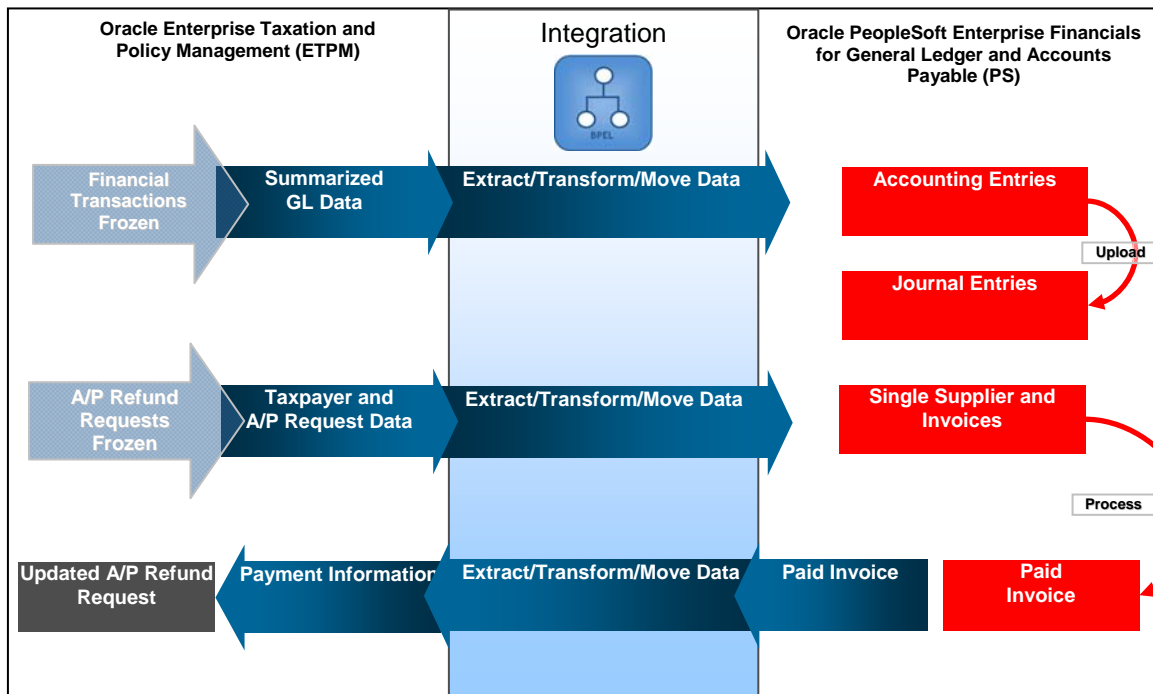 Oracle Enterprise Taxation and
Policy Management (ETPM)
Integration
BPEL
Oracle PeopleSoft Enterprise Financials
for General Ledger and Accounts
Payable (PS)
Financial
Transactions
Frozen
Summarized
GL Data
Extract/Transform/Move Data
Accounting Entries
Upload
Journal Entries
A/P Refund
Requests
Frozen
Taxpayer and
A/P Request Data
Extract/Transform/Move Data
Single Supplier and
Invoices
Process
Updated A/P Refund
Request
Payment Information
Extract/Transform/Move Data
Paid Invoice
Paid
Invoice